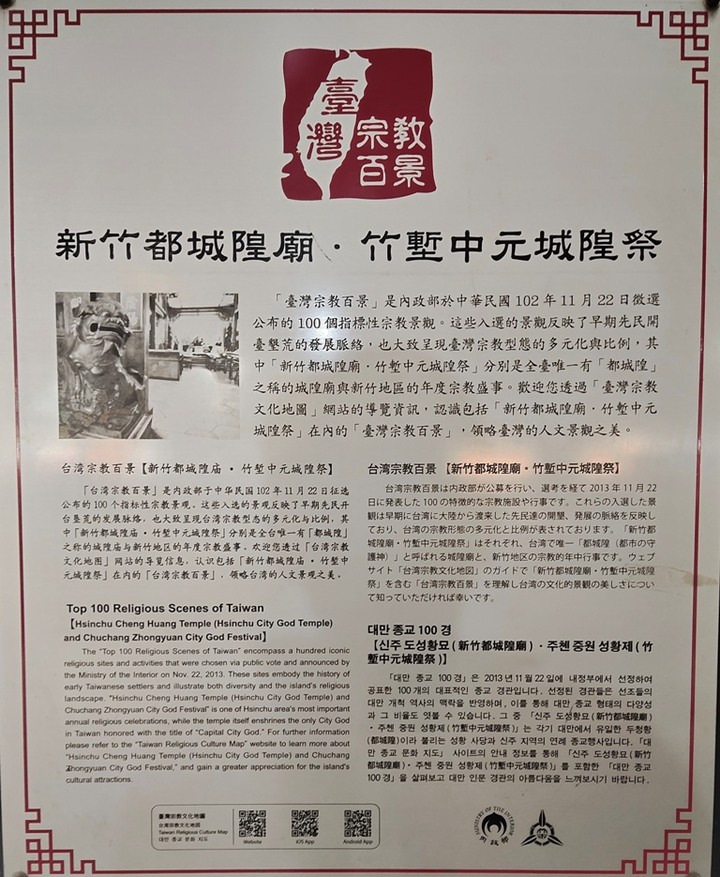 臺灣
宗教
百景
新竹都城隍廟・竹塹中元城隍祭
「臺灣宗教百景」是內政部於中華民國 102 年 11 月 22 日徵選
公布的 100 個指標性宗教景觀。這些入選的景觀反映了早期先民開
臺墾荒的發展脈絡，也大致呈現臺灣宗教型態的多元化與比例，其
中「新竹都城隍廟・竹塹中元城隍祭」分別是全臺唯一有「都城隍」
之稱的城隍廟與新竹地區的年度宗教盛事。歡迎您透過「臺灣宗教
文化地圖」網站的導覽資訊，認識包括「新竹都城隍廟・竹塹中元
城隍祭」在內的「臺灣宗教百景」，領略臺灣的人文景觀之美。
台湾宗教百景【新竹都城隍庙・竹堑中元城隍祭】
「台湾宗教百景」是内政部于中华民国 102 年 11 月 22 日征选
公布的 100 个指标性宗教景观。这些入选的景观反映了早期先民开
台垦荒的发展脉络，也大致呈现台湾宗教型态的多元化与比例，其
中「新竹都城隍庙・竹堑中元城隍祭」分别是全台唯一有「都城隍」
之称的城隍庙与新竹地区的年度宗教盛事。欢迎您透过「台湾宗教
文化地图」网站的导览信息，认识包括「新竹都城隍庙・竹堑中
元城隍祭」在内的「台湾宗教百景」，领略台湾的人文景观之美。
Top 100 Religious Scenes of Taiwan
【Hsinchu Cheng Huang Temple (Hsinchu City God Temple)
and Chuchang Zhongyuan City God Festival】
The "Top 100 Religious Scenes of Taiwan" encompass a hundred iconic
religious sites and activities that were chosen via public vote and announced by
the Ministry of the Interior on Nov. 22, 2013. These sites embody the history of
early Taiwanese settlers and illustrate both diversity and the island's religious
landscape. "Hsinchu Cheng Huang Temple (Hsinchu City God Temple) and
Chuchang Zhongyuan City God Festival" is one of Hsinchu area's most important
annual religious celebrations, while the temple itself enshrines the only City God
in Taiwan honored with the title of "Capital City God." For further information
please refer to the "Taiwan Religious Culture Map" website to learn more about
"Hsinchu Cheng Huang Temple (Hsinchu City God Temple) and Chuchang
Zhongyuan City God Festival," and gain a greater appreciation for the island's
cultural attractions.
台湾宗教百景 【新竹都城隍廟・竹塹中元城隍祭】
台湾宗教百景は内政部が公募を行い、選考を経て 2013 年 11 月 22
日に発表した 100 の特徴的な宗教施設や行事です。これらの入選した景
観は早期に台湾に大陸から渡来した先民達の開墾、発展の脈絡を反映して
おり、台湾の宗教形態の多元化と比例が表されております。「新竹都
城隍廟・竹塹中元城隍祭」はそれぞれ、台湾で唯一「都城隍（都市の守
護神）」と呼ばれる城隍廟と、新竹地区の宗教的年中行事です。ウェブ
サイト「台湾宗教文化地図」のガイドで「新竹都城隍廟・竹塹中元城隍
祭」を含む「台湾宗教百景」を理解し台湾の文化的景観の美しさについ
て知っていただければ幸いです。
대만 종교 100 경
【신주 도성황묘 ( 新竹都城隍廟 )・주첸 중원 성황제 ( 竹
塹中元城隍祭 )】
「대만 종교 100 경」은 2013 년 11 월 22 일에 내정부에서 선정하여
공표한 100 개의 대표적인 종교 경관입니다. 선정된 경관들은 선조들의
대만 개척 역사의 맥락을 반영하며, 이를 통해 대만 종교 형태의 다양성
과 그 비율도 엿볼 수 있습니다. 그 중 「신주 도성황묘 ( 新竹都城隍廟 )
・주첸 중원 성황제 ( 竹塹中元城隍祭 )」는 각기 대만에서 유일한 두청황
(都城隍)이라 불리는 성황 사당과 신주 지역의 연례 종교행사입니다.「대
만 종교 문화 지도」 사이트의 안내 정보를 통해 「신주 도성황묘 ( 新竹
都城隍廟 )・주첸 중원 성황제 ( 竹塹中元城隍祭 )」를 포함한 「대만 종교
100 경」을 살펴보고 대만 인문 경관의 아름다움을 느껴보시기 바랍니다.
臺灣宗教文化地圖
台湾宗教文化地図
Taiwan Religious Culture Map
대만 종교 문화 지도
Website
iOS App
Android App
MINISTRY OF THE INTERIOR
內政部